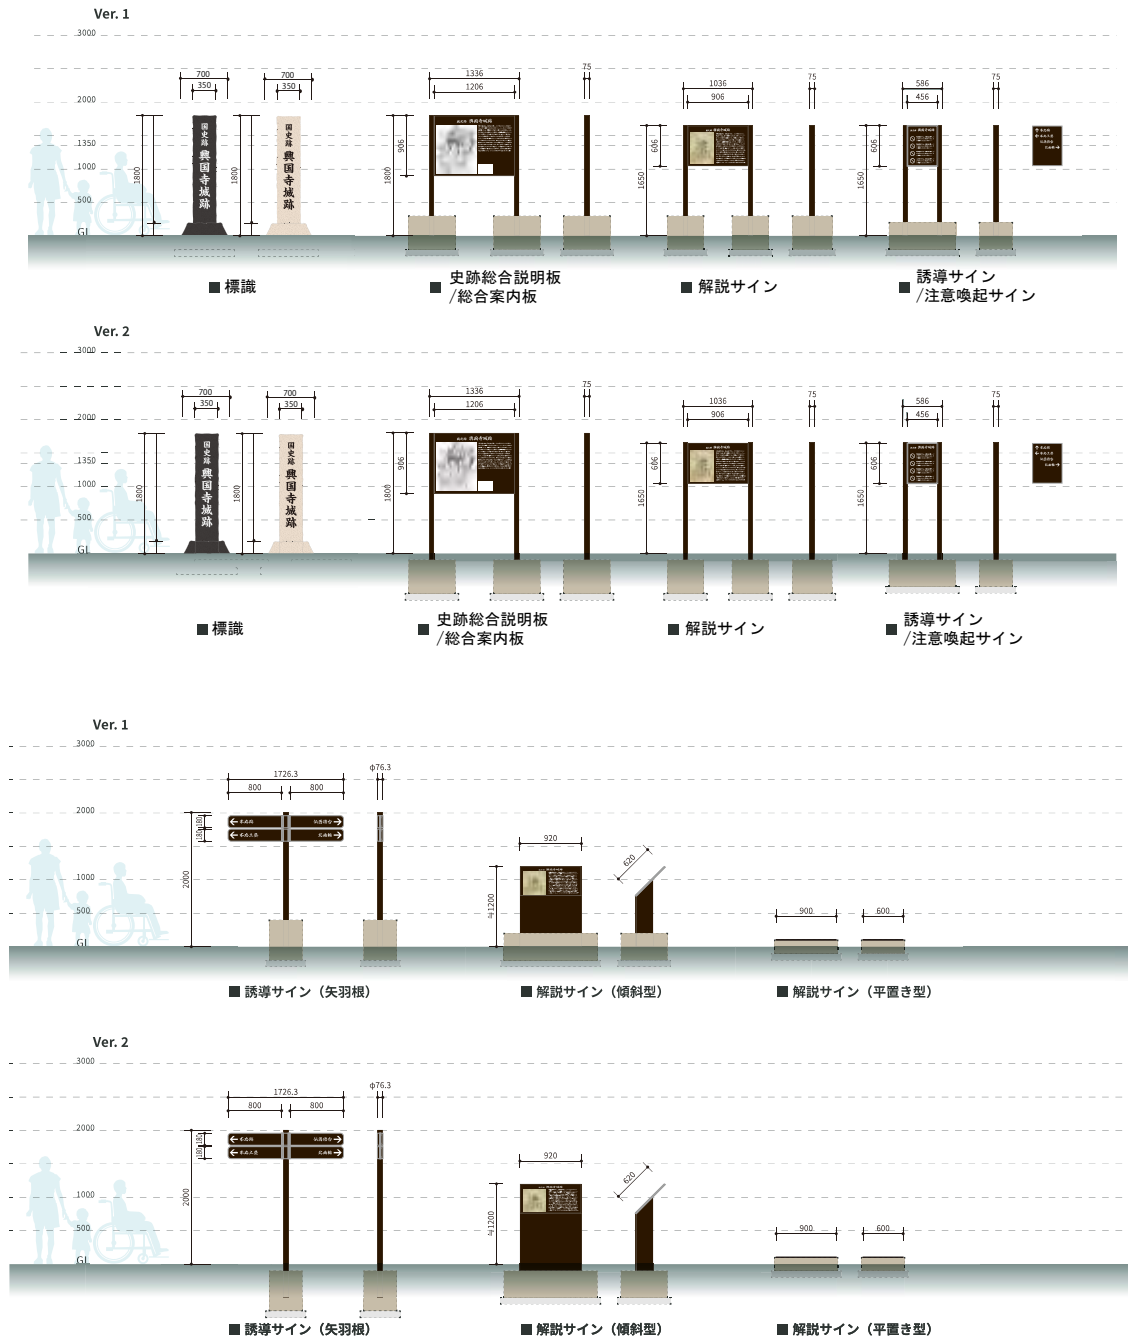 Ver. 1
3000
2000
1350
1000
500
GL
700
350
700
350
1800
1800
国史跡 興国寺城跡
国史跡 興国寺城跡
1336
1206
75
906
1800
1036
906
75
606
1650
586
456
75
606
1650
標識
史跡総合説明板
/総合案内板
解説サイン
誘導サイン
/注意喚起サイン
Ver. 2
3000
2000
1350
1000
500
GL
700
350
700
350
1800
1800
国史跡 興国寺城跡
国史跡 興国寺城跡
1336
1206
75
906
1800
1036
906
75
606
1650
586
456
75
606
1650
標識
史跡総合説明板
/総合案内板
解説サイン
誘導サイン
/注意喚起サイン
Ver. 1
3000
2000
1000
500
GL
1726.3
800
800
φ76.3
180
180
2000
920
≒1200
620
900
600
誘導サイン（矢羽根）
解説サイン（傾斜型）
解説サイン（平置き型）
Ver. 2
3000
2000
1000
500
GL
1726.3
800
800
φ76.3
180
180
2000
920
≒1200
620
900
600
誘導サイン（矢羽根）
解説サイン（傾斜型）
解説サイン（平置き型）